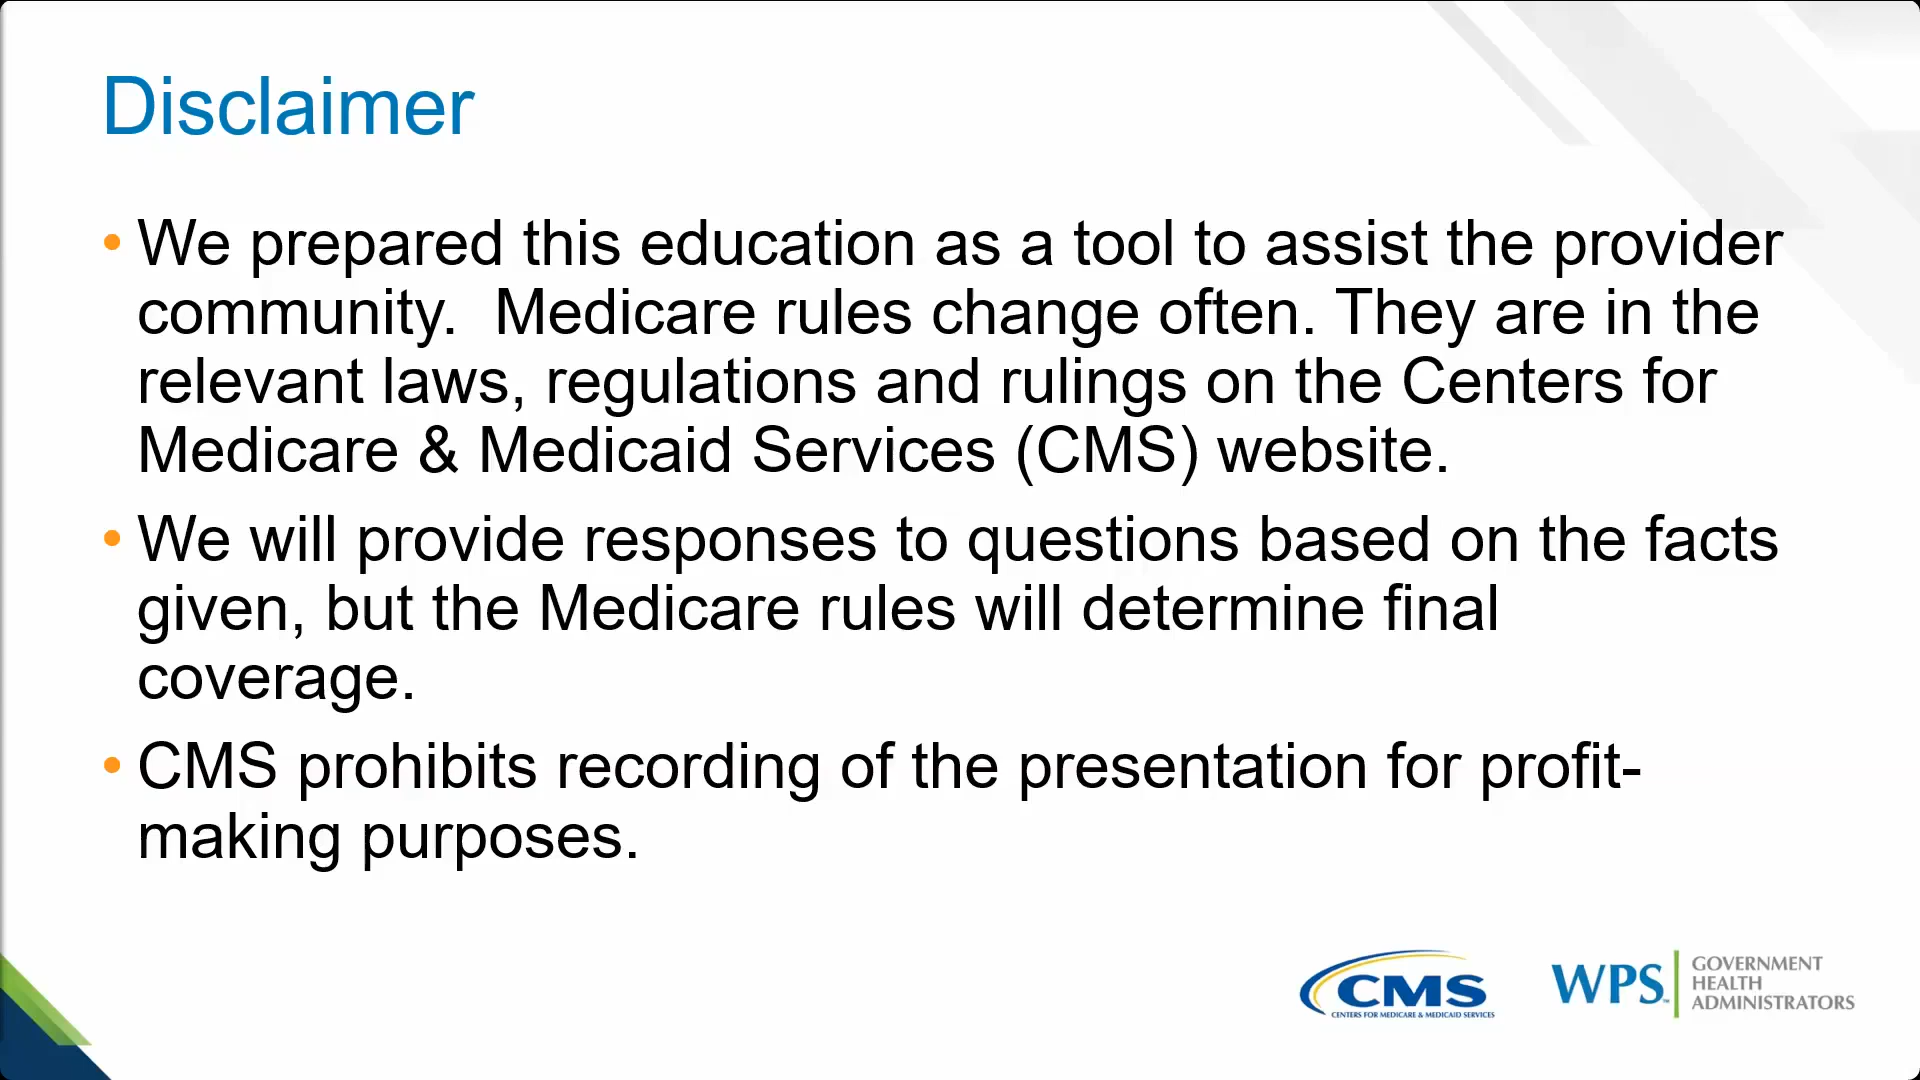 Disclaimer
• We prepared this education as a tool to assist the provider
community.  Medicare rules change often. They are in the
relevant laws, regulations and rulings on the Centers for
Medicare & Medicaid Services (CMS) website.
• We will provide responses to questions based on the facts
given, but the Medicare rules will determine final
coverage.
• CMS prohibits recording of the presentation for profit-
making purposes.
CMS
CENTERS FOR MEDICARE & MEDICAID SERVICES
WPS™
GOVERNMENT
HEALTH
ADMINISTRATORS